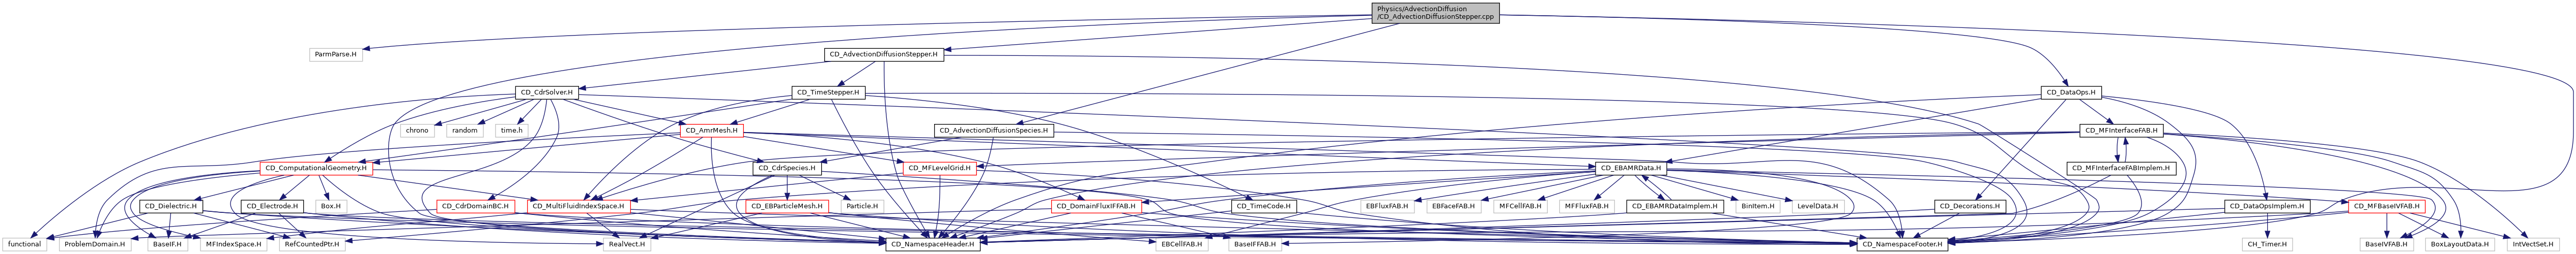 Physics/AdvectionDiffusion
/CD_AdvectionDiffusionStepper.cpp
ParmParse.H
CD_AdvectionDiffusionStepper.H
CD_CdrSolver.H
CD_TimeStepper.H
CD_DataOps.H
chrono
random
time.h
CD_AmrMesh.H
CD_AdvectionDiffusionSpecies.H
CD_MFInterfaceFAB.H
CD_ComputationalGeometry.H
CD_CdrSpecies.H
CD_MFLevelGrid.H
CD_EBAMRData.H
CD_MFInterfaceFABImplem.H
CD_Dielectric.H
CD_Electrode.H
Box.H
CD_CdrDomainBC.H
CD_MultiFluidIndexSpace.H
CD_EBParticleMesh.H
Particle.H
CD_DomainFluxIFFAB.H
CD_TimeCode.H
EBFluxFAB.H
EBFaceFAB.H
MFCellFAB.H
MFFluxFAB.H
CD_EBAMRDataImplem.H
BinItem.H
LevelData.H
CD_Decorations.H
CD_DataOpsImplem.H
CD_MFBaseIVFAB.H
functional
ProblemDomain.H
BaseIF.H
MFIndexSpace.H
RefCountedPtr.H
RealVect.H
CD_NamespaceHeader.H
EBCellFAB.H
BaseIFFAB.H
CD_NamespaceFooter.H
CH_Timer.H
BaseIVFAB.H
BoxLayoutData.H
IntVectSet.H